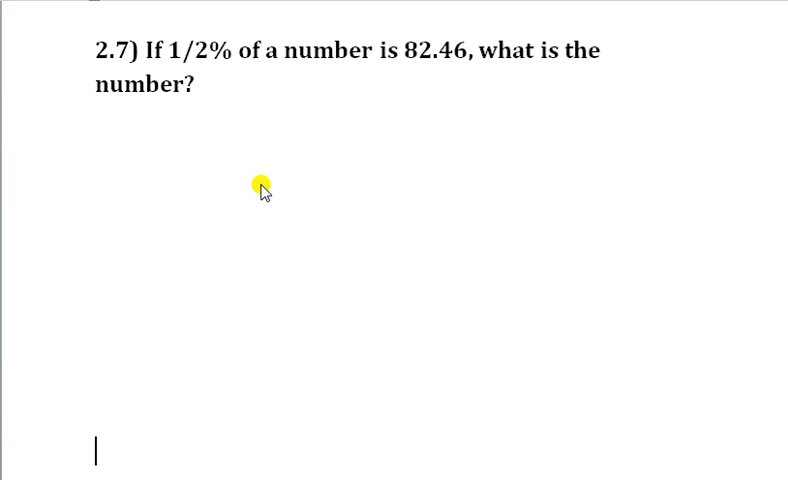 2.7) If 1/2% of a number is 82.46, what is the
number?